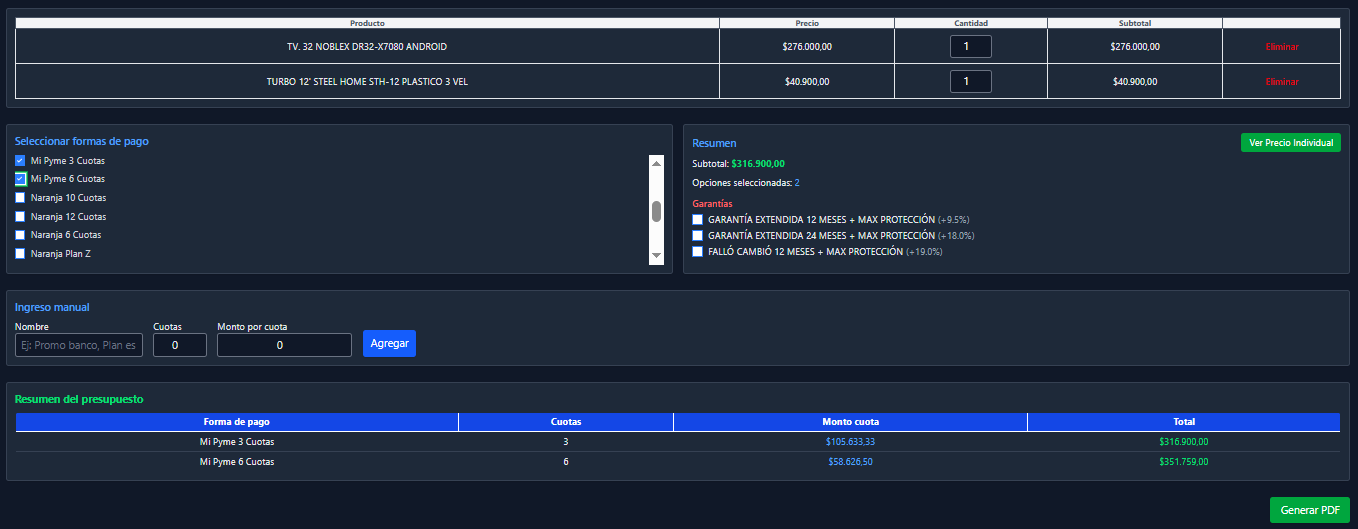 Producto Precio Cantidad Subtotal
TV. 32 NOBLEX DR32-X7080 ANDROID $276.000,00 1 $276.000,00 Eliminar
TURBO 12' STEEL HOME STH-12 PLASTICO 3 VEL $40.900,00 1 $40.900,00 Eliminar
Seleccionar formas de pago
Mi Pyme 3 Cuotas
Mi Pyme 6 Cuotas
Naranja 10 Cuotas
Naranja 12 Cuotas
Naranja 6 Cuotas
Naranja Plan Z
Resumen
Ver Precio Individual
Subtotal: $316.900,00
Opciones seleccionadas: 2
Garantías
GARANTÍA EXTENDIDA 12 MESES + MAX PROTECCIÓN (+9.5%)
GARANTÍA EXTENDIDA 24 MESES + MAX PROTECCIÓN (+18.0%)
FALLÓ CAMBIÓ 12 MESES + MAX PROTECCIÓN (+19.0%)
Ingreso manual
Nombre Cuotas Monto por cuota
Ej: Promo banco, Plan es 0 0 Agregar
Resumen del presupuesto
Forma de pago Cuotas Monto cuota Total
Mi Pyme 3 Cuotas 3 $105.633,33 $316.900,00
Mi Pyme 6 Cuotas 6 $58.626,50 $351.759,00
Generar PDF